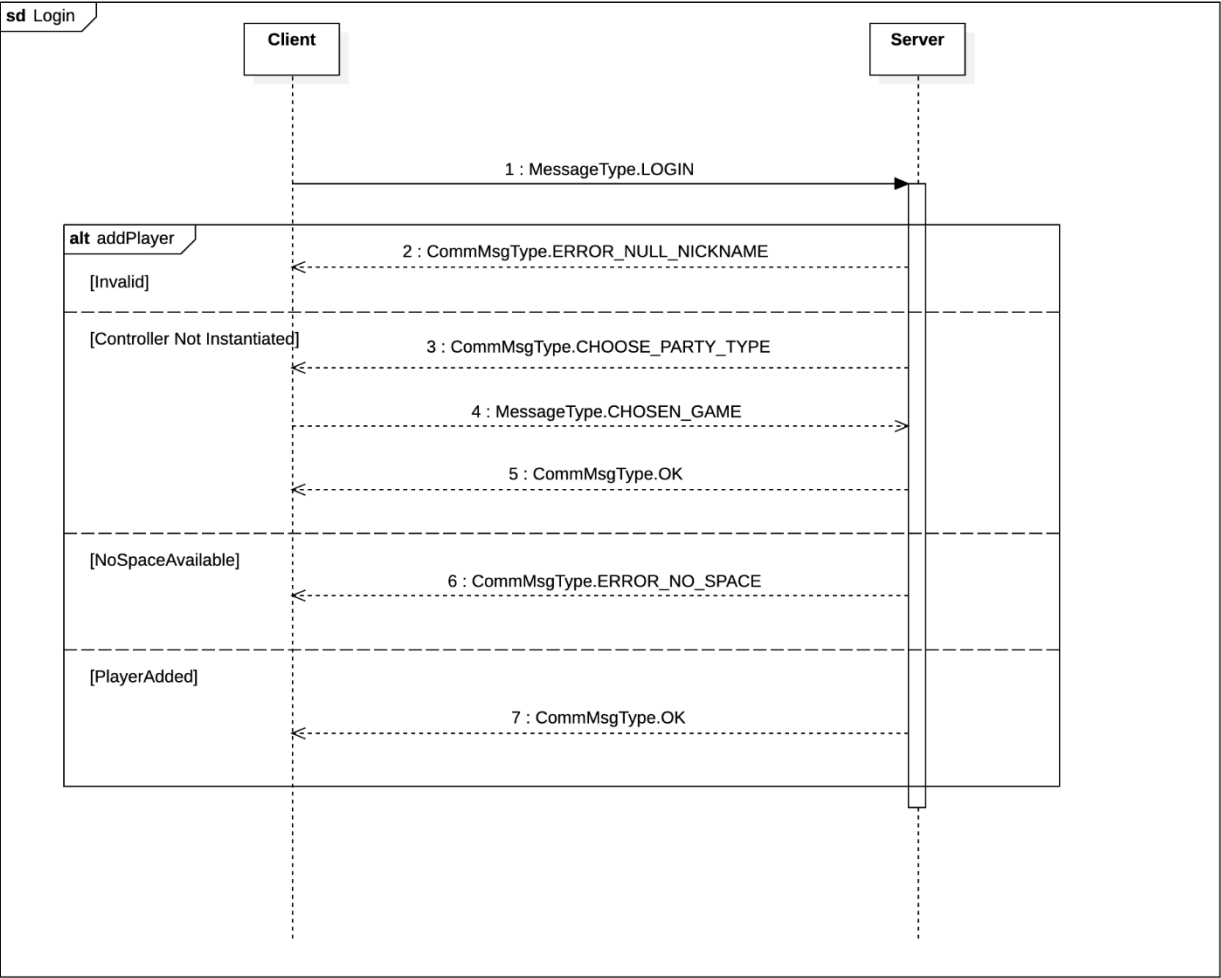 sd Login
Client
Server
1 : MessageType.LOGIN
alt addPlayer
2 : CommMsgType.ERROR_NULL_NICKNAME
[Invalid]
[Controller Not Instantiated]
3 : CommMsgType.CHOOSE_PARTY_TYPE
4 : MessageType.CHOSEN_GAME
5 : CommMsgType.OK
[NoSpaceAvailable]
6 : CommMsgType.ERROR_NO_SPACE
[PlayerAdded]
7 : CommMsgType.OK